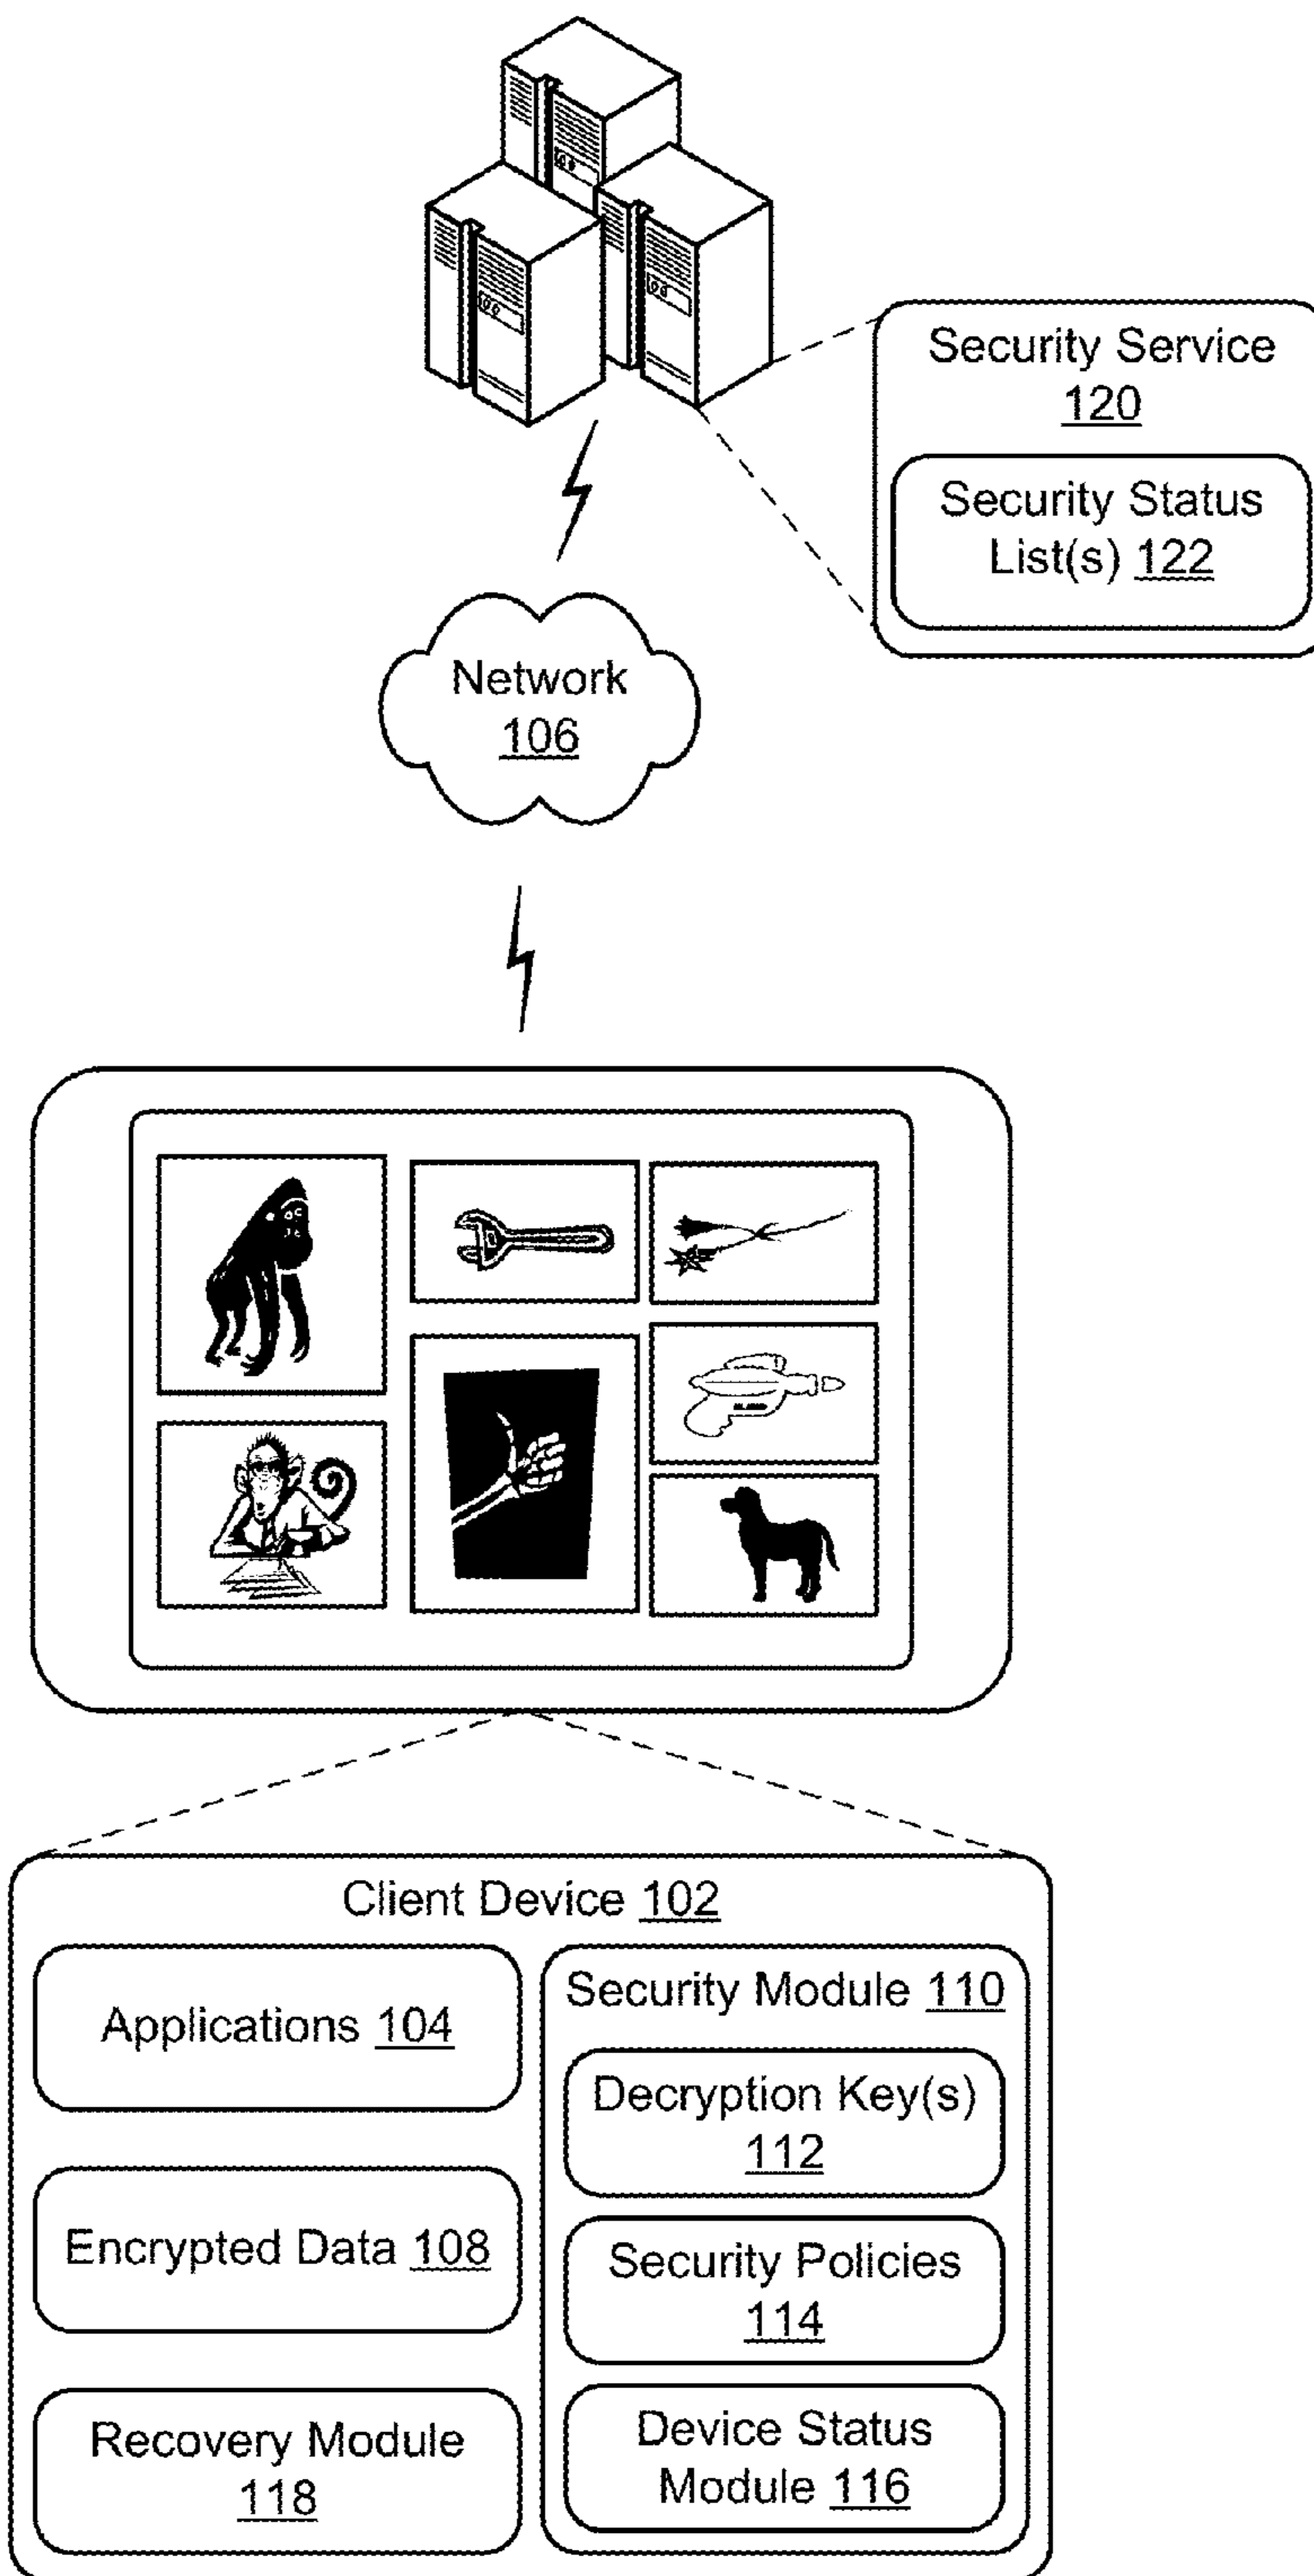 Security Service
120
Security Status
List(s) 122
Network
106
Client Device 102
Applications 104
Encrypted Data 108
Recovery Module
118
Security Module 110
Decryption Key(s)
112
Security Policies
114
Device Status
Module 116